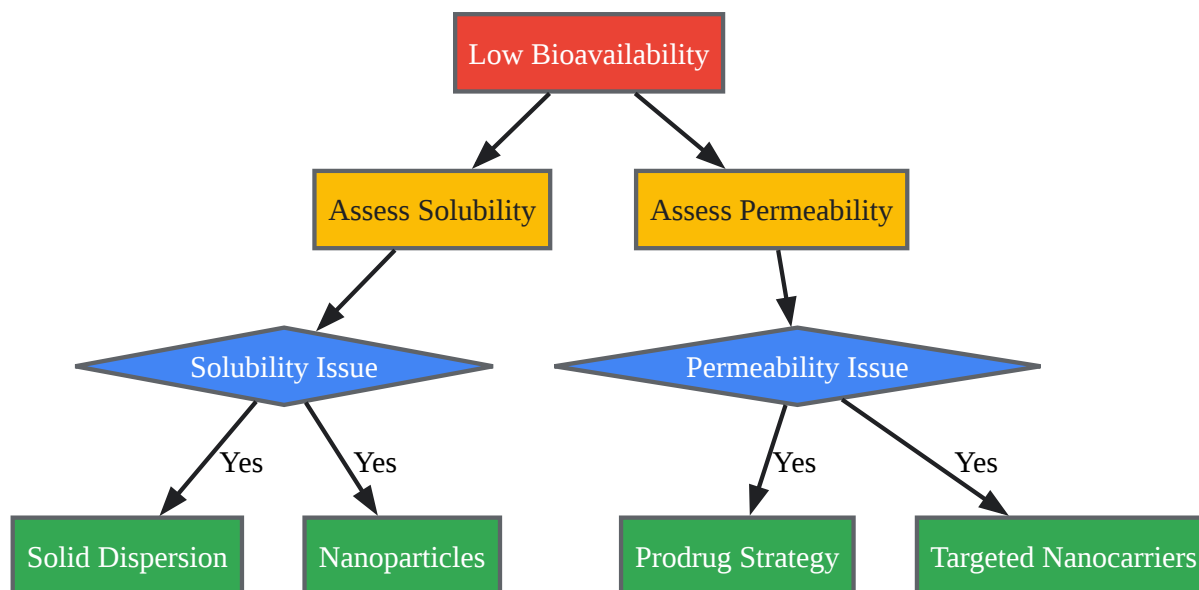 Low Bioavailability
Assess Solubility
Assess Permeability
Solubility Issue
Permeability Issue
Yes
Yes
Yes
Yes
Solid Dispersion
Nanoparticles
Prodrug Strategy
Targeted Nanocarriers